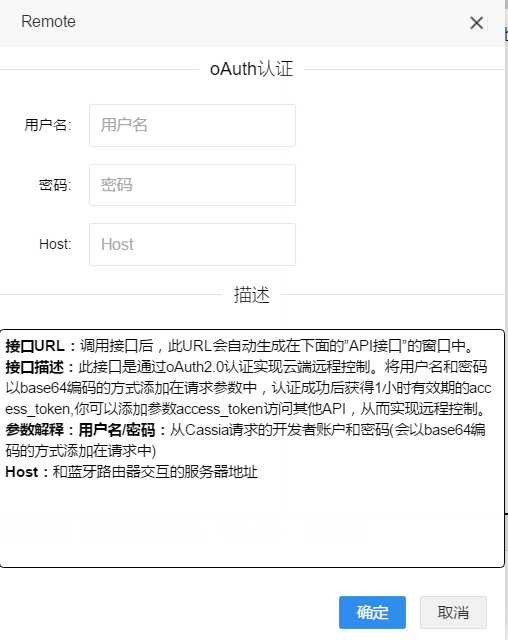 Remote
oAuth认证
用户名: 用户名
密码: 密码
Host: Host
描述
接口URL：调用接口后，此URL会自动生成在下面的"API接口"的窗口中。
接口描述：此接口是通过oAuth2.0认证实现云端远程控制。将用户名和密码
以base64编码的方式添加在请求参数中，认证成功后获得1小时有效期的acc
ess_token,你可以添加参数access_token访问其他API，从而实现远程控制。
参数解释：用户名/密码：从Cassia请求的开发者账户和密码(会以base64编
码的方式添加在请求中)
Host：和蓝牙路由器交互的服务器地址
确定 取消